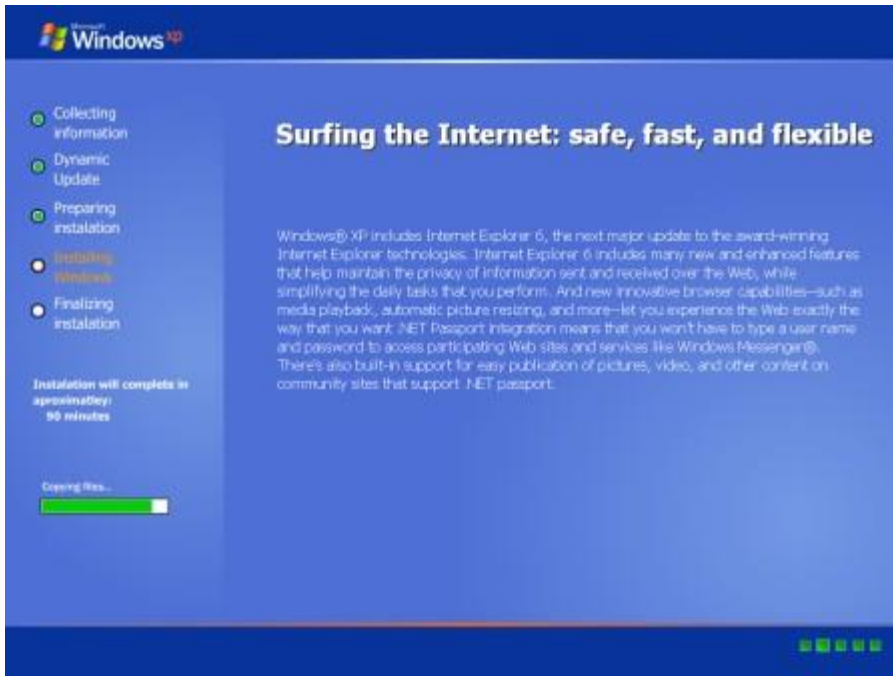 Microsoft
Windows xp
Collecting
information
Dynamic
Update
Preparing
instalation
Installing
Windows
Finalizing
instalation
Instalation will complete in
aproximatley:
90 minutes
Copying files...
Surfing the Internet: safe, fast, and flexible
Windows® XP includes Internet Explorer 6, the next major update to the award-winning
Internet Explorer technologies. Internet Explorer 6 includes many new and enhanced features
that help maintain the privacy of information sent and received over the Web, while
simplifying the daily tasks that you perform. And new innovative browser capabilities—such as
media playback, automatic picture resizing, and more—let you experience the Web exactly the
way that you want .NET Passport integration means that you won't have to type a user name
and password to access participating Web sites and services like Windows Messenger®.
There's also built-in support for easy publication of pictures, video, and other content on
community sites that support .NET passport.